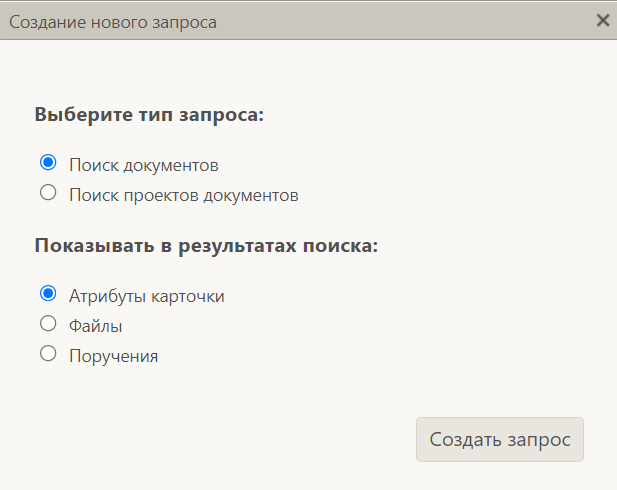 Создание нового запроса
Выберите тип запроса:
Поиск документов
Поиск проектов документов
Показывать в результатах поиска:
Атрибуты карточки
Файлы
Поручения
Создать запрос